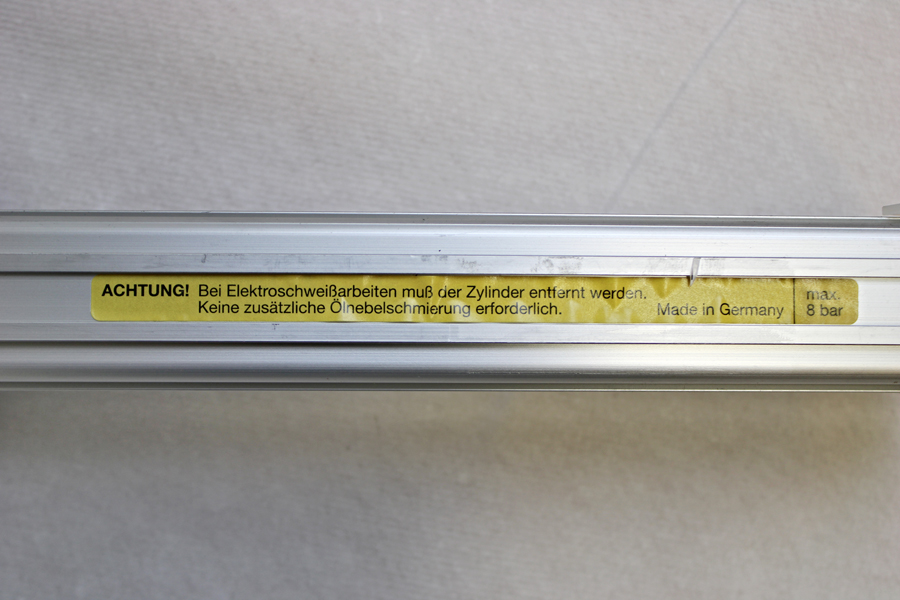 ACHTUNG! Bei Elektroschweißarbeiten muß der Zylinder entfernt werden.
Keine zusätzliche Ölnebelschmierung erforderlich.
Made in Germany
max.
8 bar